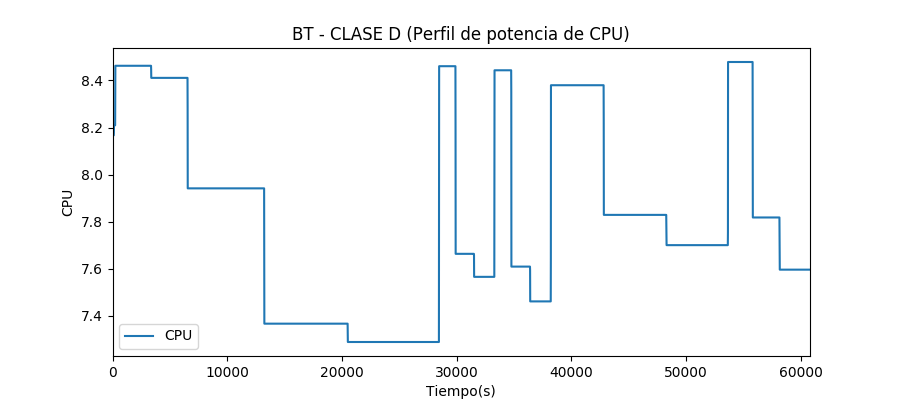 BT - CLASE D (Perfil de potencia de CPU)
CPU
8.4
8.2
8.0
7.8
7.6
7.4
CPU
0 10000 20000 30000 40000 50000 60000
Tiempo(s)